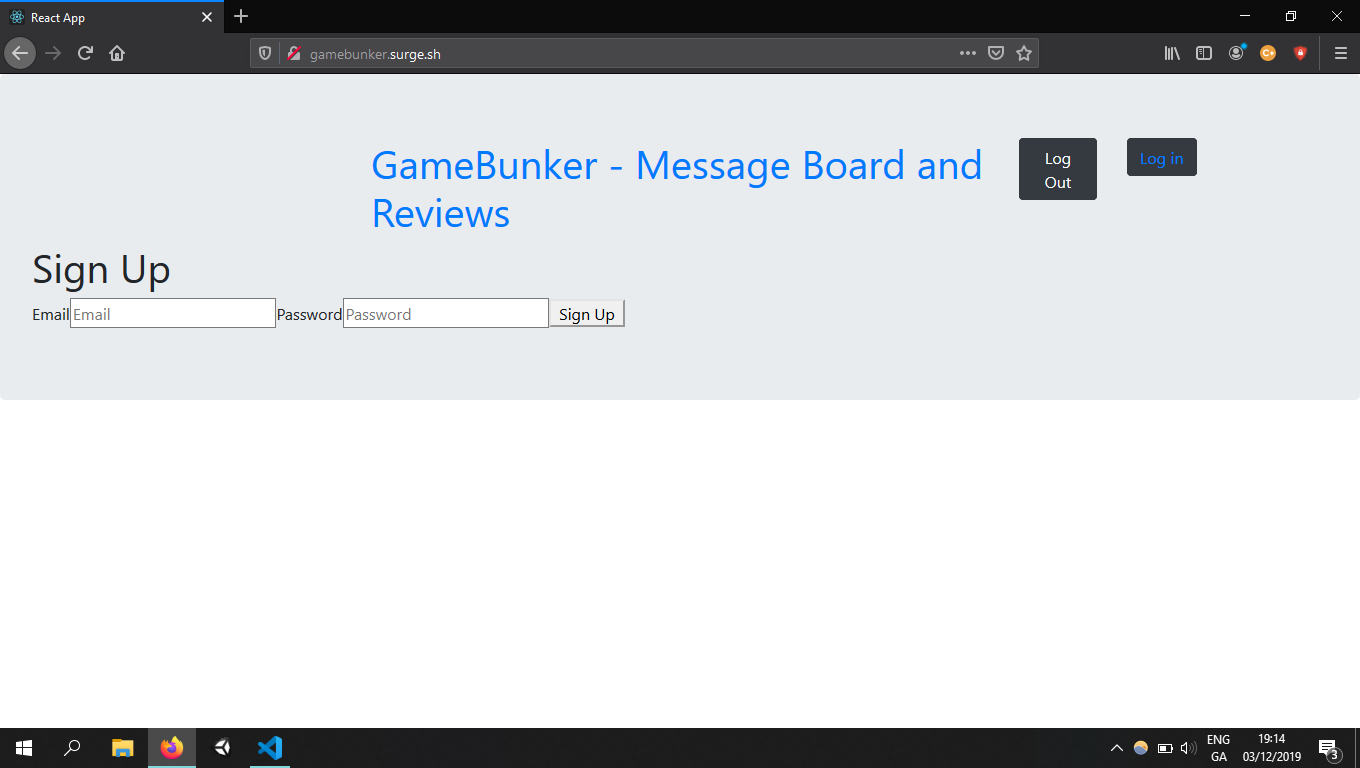 React App
gamebunker.surge.sh
GameBunker - Message Board and
Reviews
Log
Out
Log in
Sign Up
Email Email Password Password Sign Up
ENG
GA
19:14
03/12/2019
3